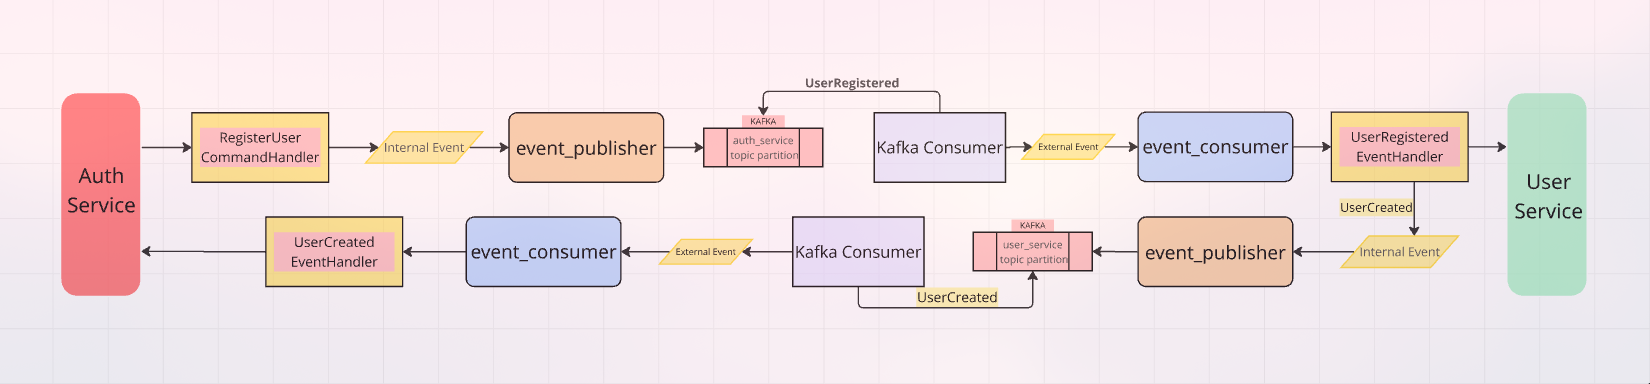 Auth
Service
RegisterUser
CommandHandler
Internal Event
event_publisher
KAFKA
auth_service
topic partition
UserRegistered
Kafka Consumer
External Event
event_consumer
UserRegistered
EventHandler
User
Service
UserCreated
Internal Event
event_publisher
KAFKA
user_service
topic partition
UserCreated
Kafka Consumer
External Event
event_consumer
UserCreated
EventHandler